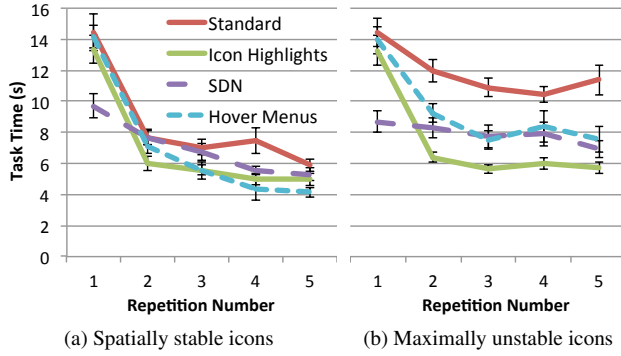 Task Time (s)
16
14
12
10
8
6
4
2
0
Standard
Icon Highlights
SDN
Hover Menus
1 2 3 4 5
Repetition Number
(a) Spatially stable icons
1 2 3 4 5
Repetition Number
(b) Maximally unstable icons